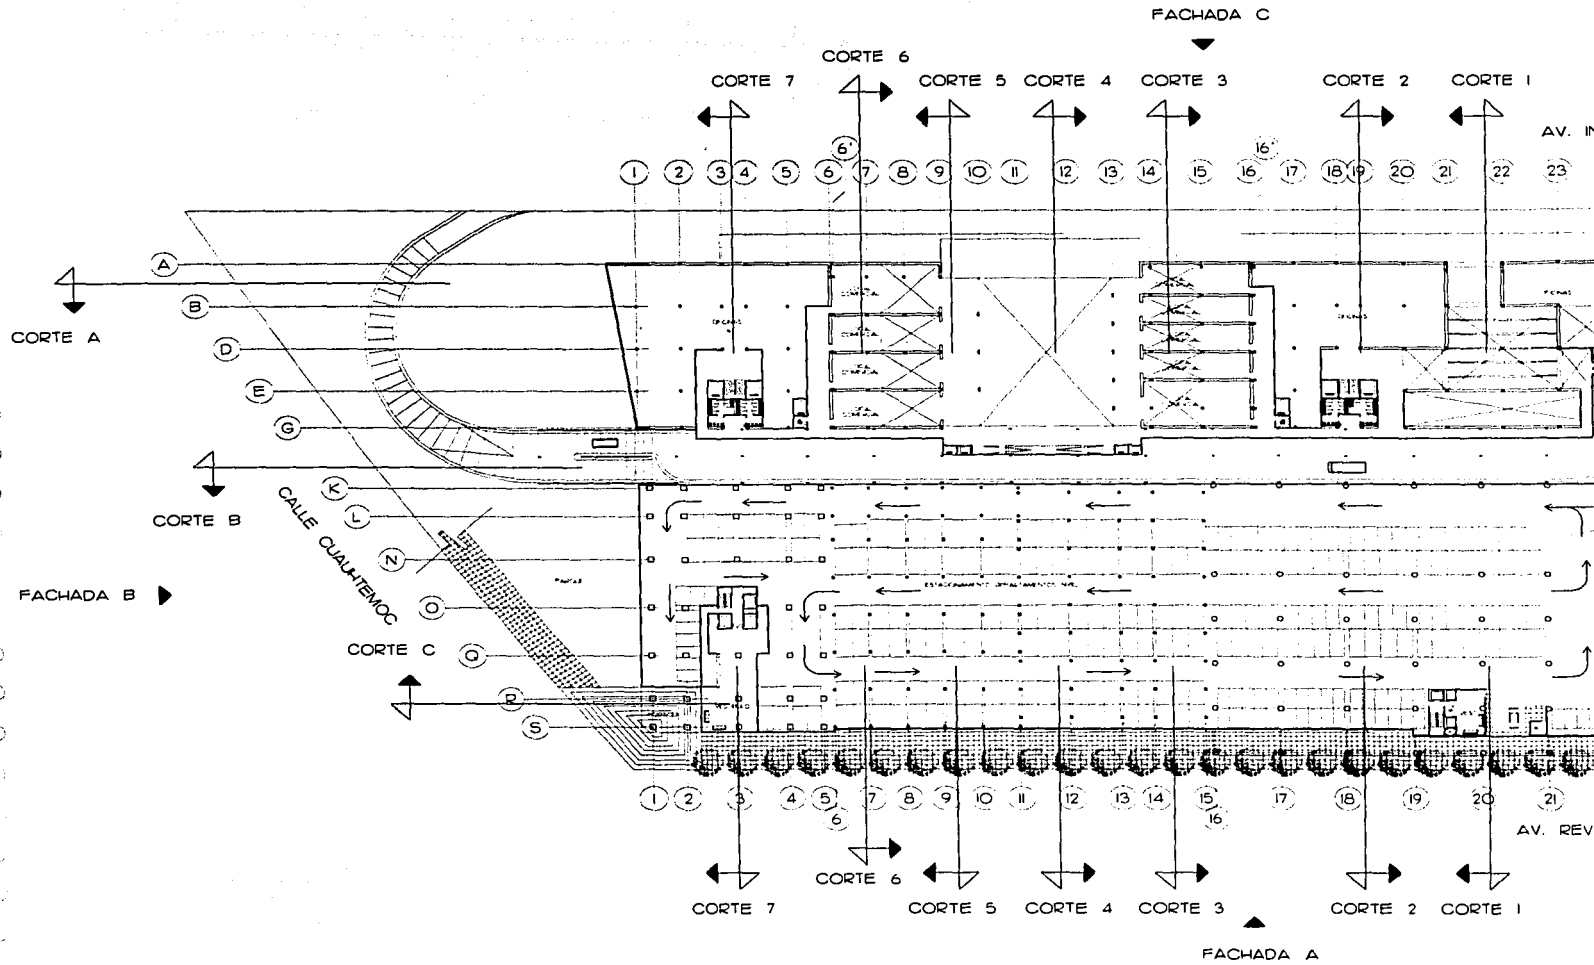 FACHADA C
CORTE 6
CORTE 7
CORTE 5
CORTE 4
CORTE 3
CORTE 2
CORTE 1
AV.
6'
16'
1 2 3 4 5 6 7 8 9 10 11 12 13 14 15 16 17 18 19 20 21 22 23
A
CORTE A
B
D
E
G
OFICINAS
OFICINAS
K
CORTE B
CALLE CUAUHTEMOC
L
N
FACHADA B
O
CORTE C
Q
R
S
1 2 3 4 5 7 8 9 10 11 12 13 14 15 17 18 19 20 21
6
16
AV. REV
CORTE 6
CORTE 7
CORTE 5
CORTE 4
CORTE 3
CORTE 2
CORTE 1
FACHADA A